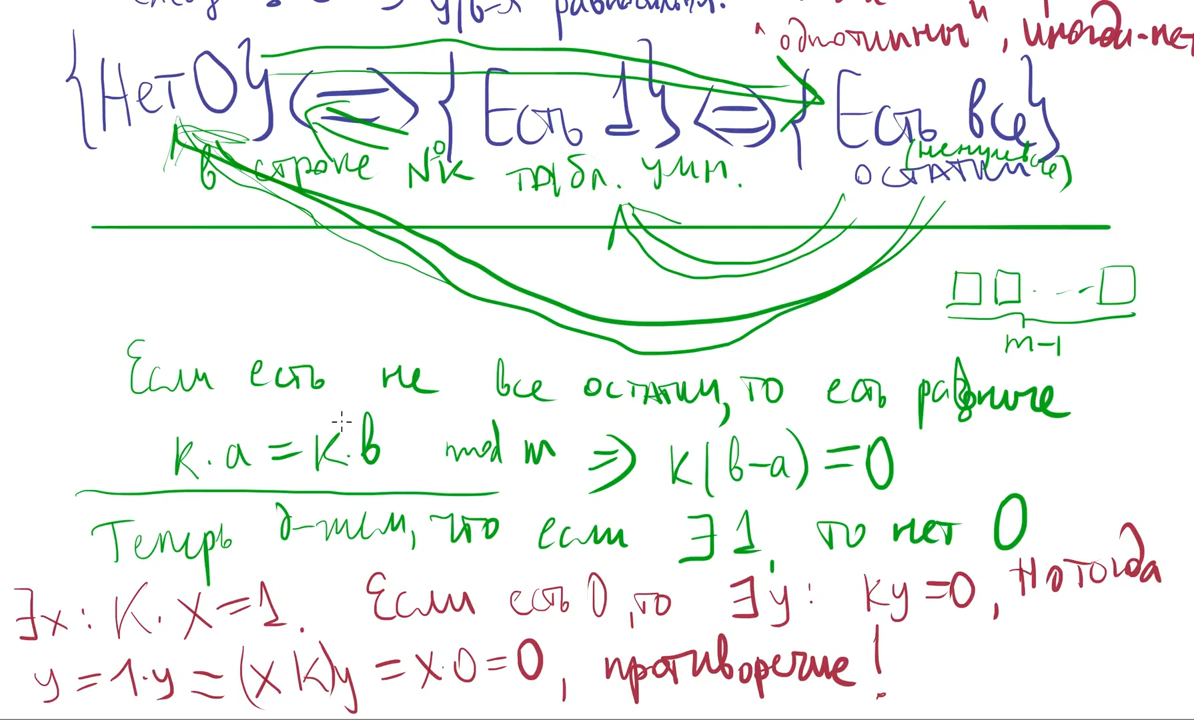 "однотипны", иногда-нет
{Нет 0} <=> { Есть 1} <=> { Есть все}
в строке №K табл. умн. (ненулевые) остатки
m-1
Если есть не все остатки, то есть равные
K·a = K·b mod m => K(b-a)=0
Теперь д-жем, что если ∃ 1, то нет 0
∃x: K·X=1. Если есть 0, то ∃y: Ky=0, но тогда
y=1·y=(xK)y=x·0=0, противоречие!